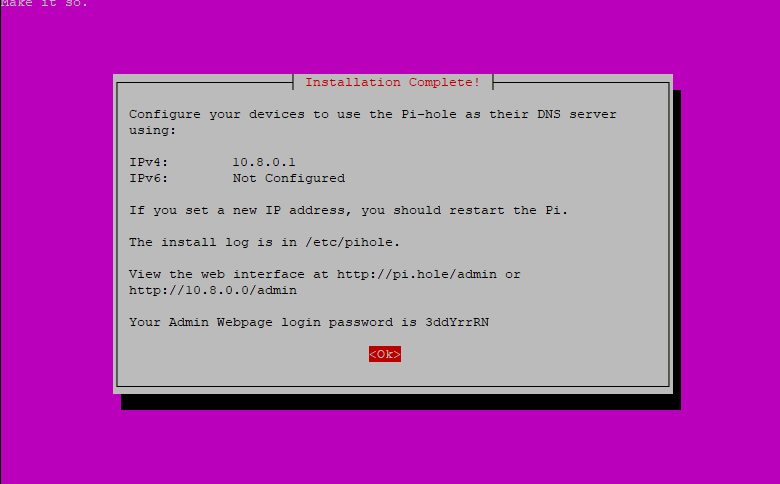 Make it so.
Installation Complete!
Configure your devices to use the Pi-hole as their DNS server
using:
IPv4: 10.8.0.1
IPv6: Not Configured
If you set a new IP address, you should restart the Pi.
The install log is in /etc/pihole.
View the web interface at http://pi.hole/admin or
http://10.8.0.0/admin
Your Admin Webpage login password is 3ddYrrRN
<Ok>